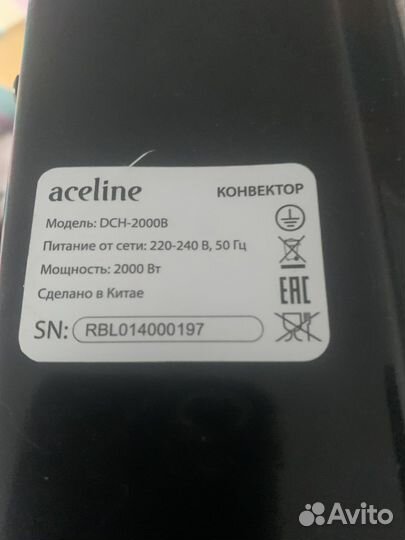 aceline
КОНВЕКТОР
Модель: DCH-2000B
Питание от сети: 220-240 В, 50 Гц
Мощность: 2000 Вт
Сделано в Китае
EAC
SN: RBL014000197
Avito